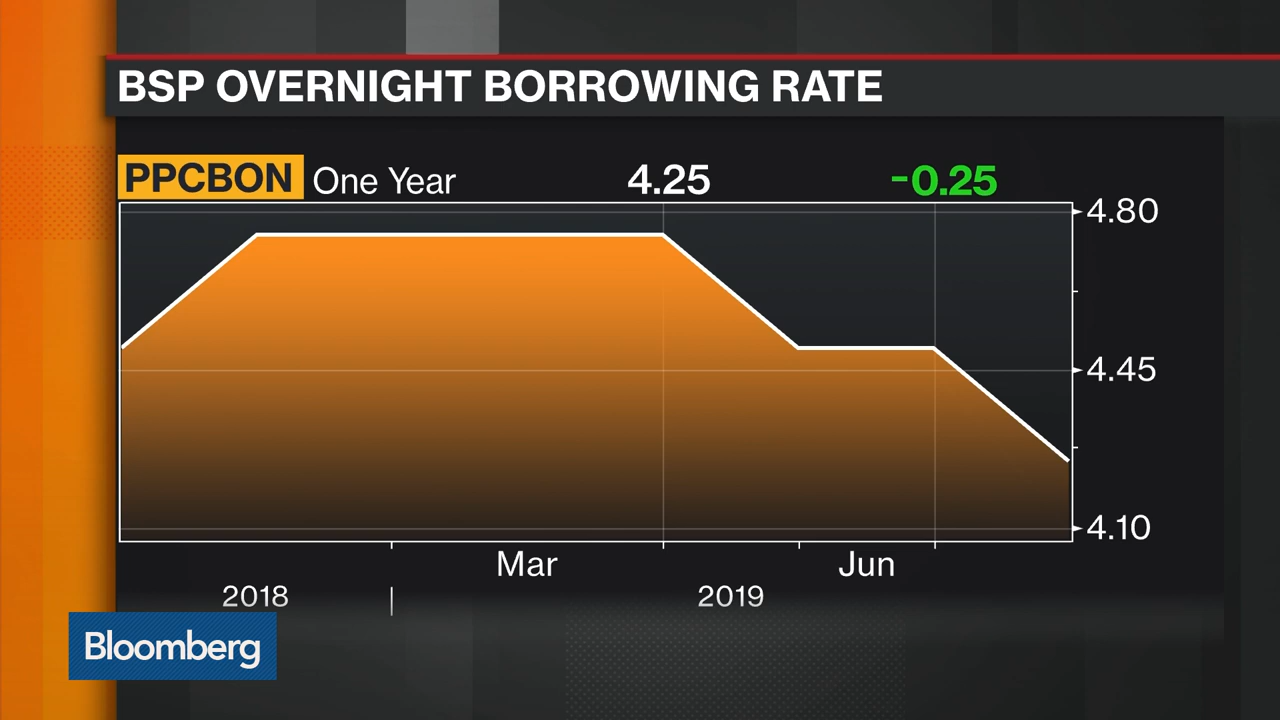 BSP OVERNIGHT BORROWING RATE
PPCBON One Year 4.25 -0.25
4.80
4.45
4.10
Mar Jun
2018 2019
Bloomberg